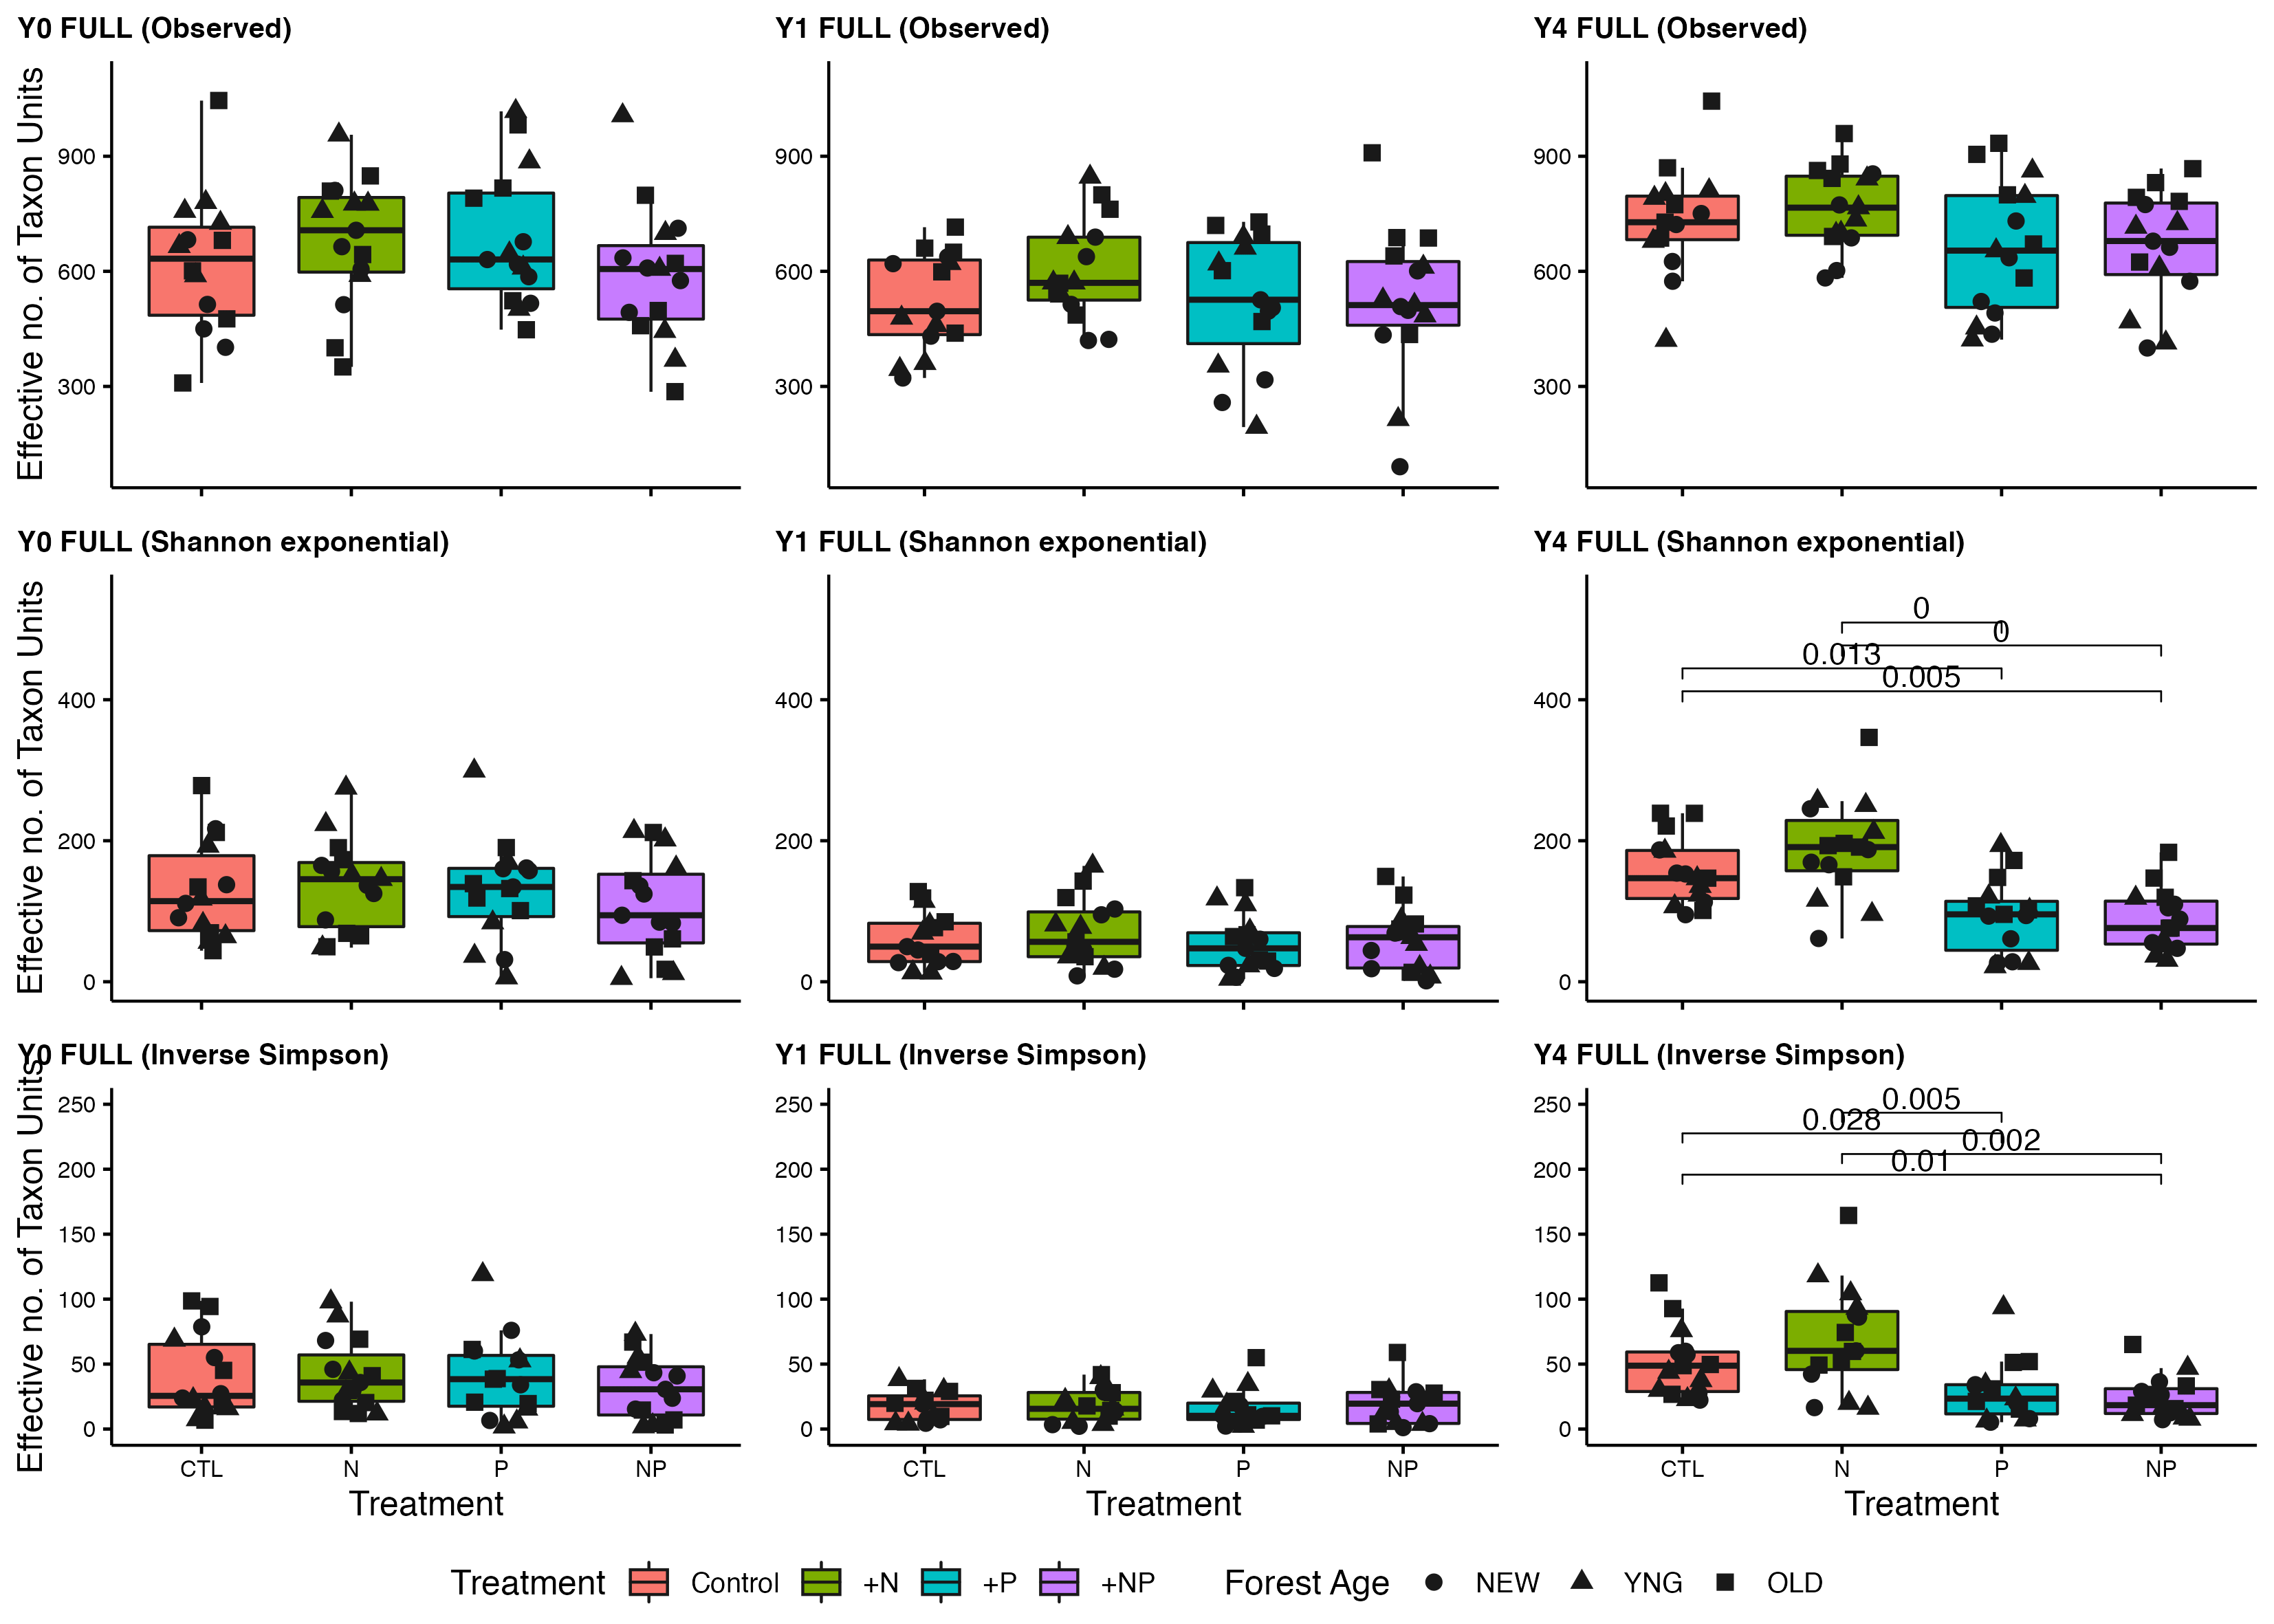 Y0 FULL (Observed)
Y1 FULL (Observed)
Y4 FULL (Observed)
Effective no. of Taxon Units
900
600
300
900
600
300
900
600
300
Y0 FULL (Shannon exponential)
Y1 FULL (Shannon exponential)
Y4 FULL (Shannon exponential)
Effective no. of Taxon Units
400
200
0
400
200
0
400
200
0
0
0
0.013
0.005
Y0 FULL (Inverse Simpson)
Y1 FULL (Inverse Simpson)
Y4 FULL (Inverse Simpson)
Effective no. of Taxon Units
250
200
150
100
50
0
250
200
150
100
50
0
250
200
150
100
50
0
0.005
0.028
0.002
0.01
CTL N P NP
CTL N P NP
CTL N P NP
Treatment
Treatment
Treatment
Treatment Control +N +P +NP Forest Age NEW YNG OLD